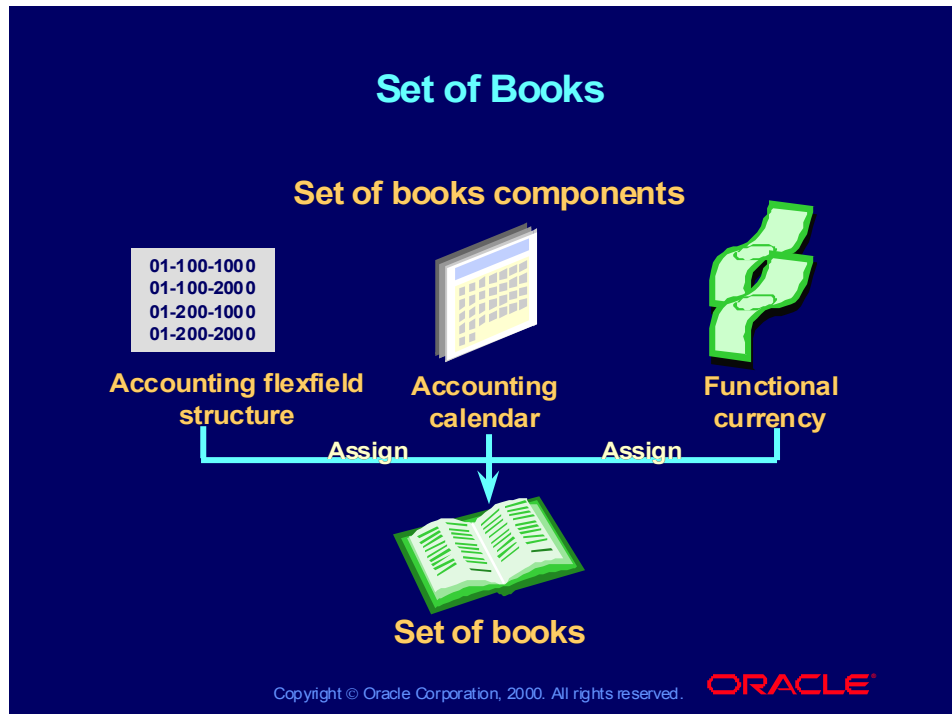 Set of Books
Set of books components
01-100-1000
01-100-2000
01-200-1000
01-200-2000
Accounting flexfield
structure
Accounting
calendar
Functional
currency
Assign
Assign
Set of books
Copyright © Oracle Corporation, 2000. All rights reserved.
ORACLE®